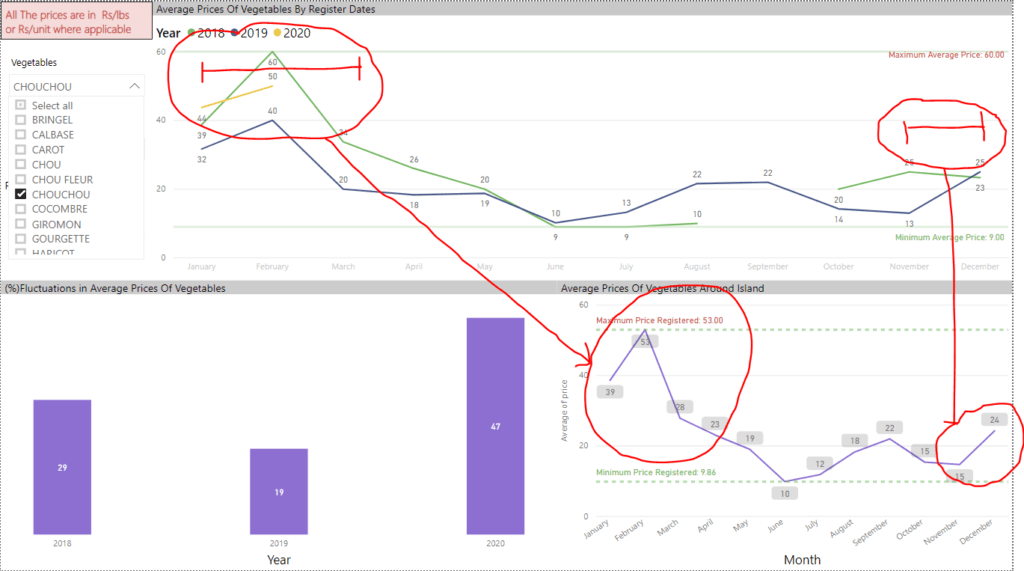 All The prices are in Rs/lbs
or Rs/unit where applicable
Vegetables
CHOUCHOU
Select all
BRINGEL
CALBASE
CAROT
CHOU
CHOU FLEUR
CHOUCHOU
COCOMBRE
GIROMON
GOURGETTE
HARICOT
Average Prices Of Vegetables By Register Dates
Year 2018 2019 2020
Maximum Average Price: 60.00
60
40
20
0
60
50
44
39
40
32
34
20
26
18
20
19
10
9
13
9
22
10
22
20
14
25
13
25
23
Minimum Average Price: 9.00
January February March April May June July August September October November December
(%)Fluctuations in Average Prices Of Vegetables
29
19
47
2018 2019 2020
Year
Average Prices Of Vegetables Around Island
Maximum Price Registered: 53.00
60
40
20
0
Average of price
39
53
28
23
19
10
12
18
22
15
15
24
Minimum Price Registered: 9.86
January February March April May June July August September October November December
Month